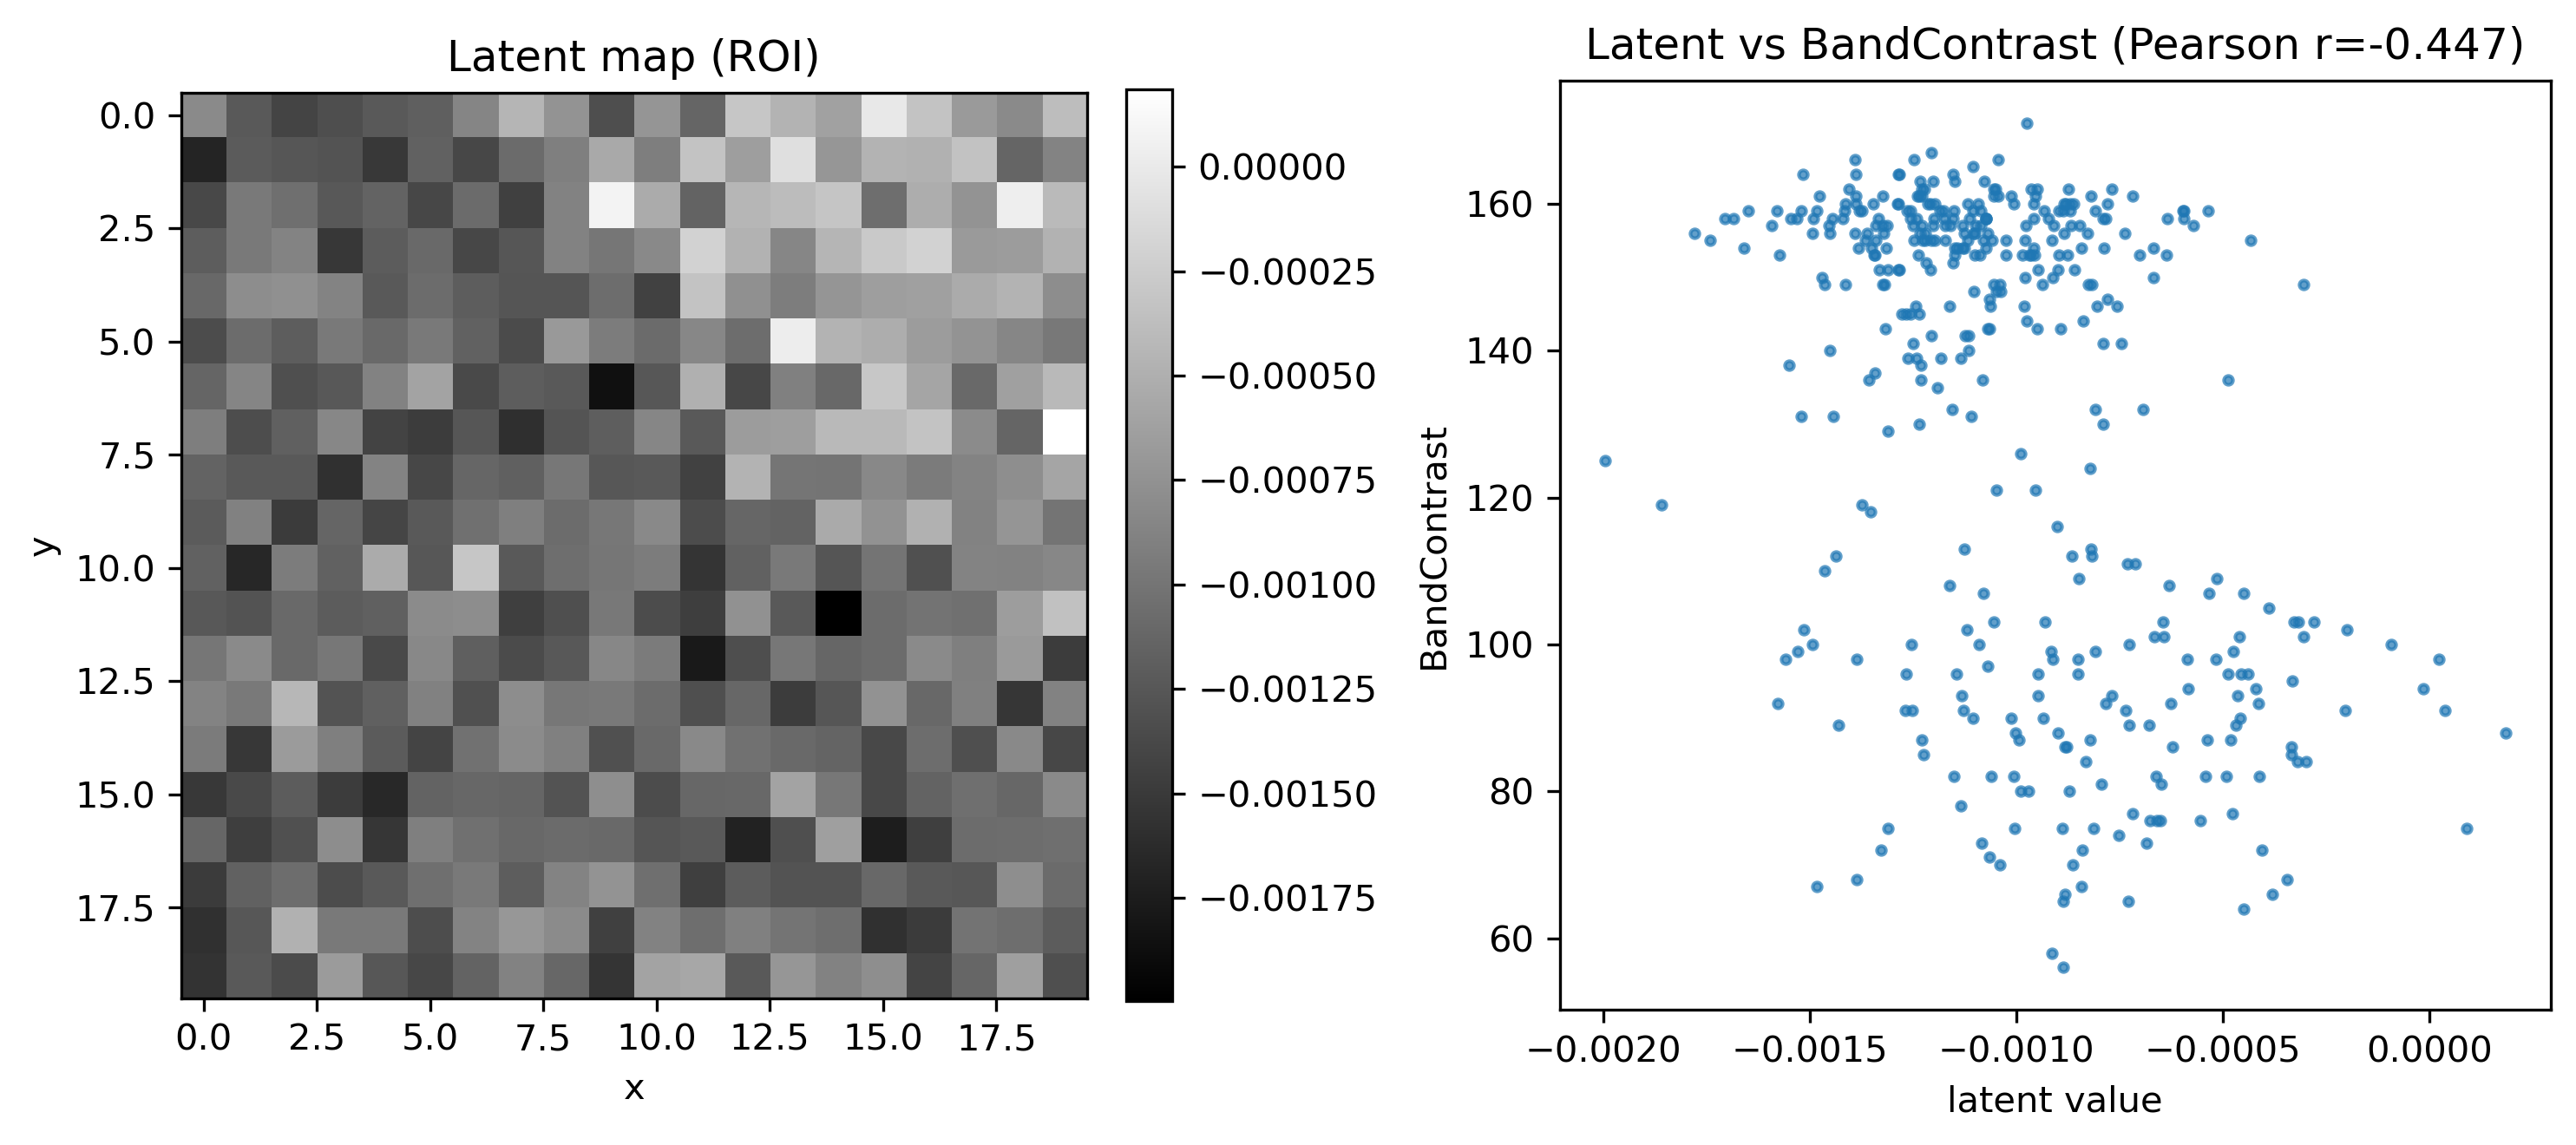 Latent map (ROI)
0.0
2.5
5.0
7.5
10.0
12.5
15.0
17.5
y
0.0 2.5 5.0 7.5 10.0 12.5 15.0 17.5
x
0.00000
−0.00025
−0.00050
−0.00075
−0.00100
−0.00125
−0.00150
−0.00175
Latent vs BandContrast (Pearson r=-0.447)
160
140
120
100
80
60
BandContrast
−0.0020 −0.0015 −0.0010 −0.0005 0.0000
latent value